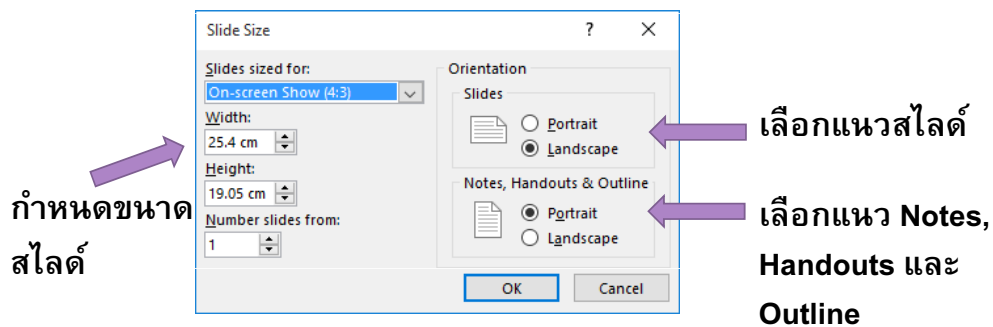 Slide Size
?
Slides sized for:
On-screen Show (4:3)
Width:
25.4 cm
Height:
19.05 cm
Number slides from:
1
Orientation
Slides
Portrait
Landscape
Notes, Handouts & Outline
Portrait
Landscape
OK
Cancel
กำหนดขนาด
สไลด์
เลือกแนวสไลด์
เลือกแนว Notes,
Handouts และ
Outline